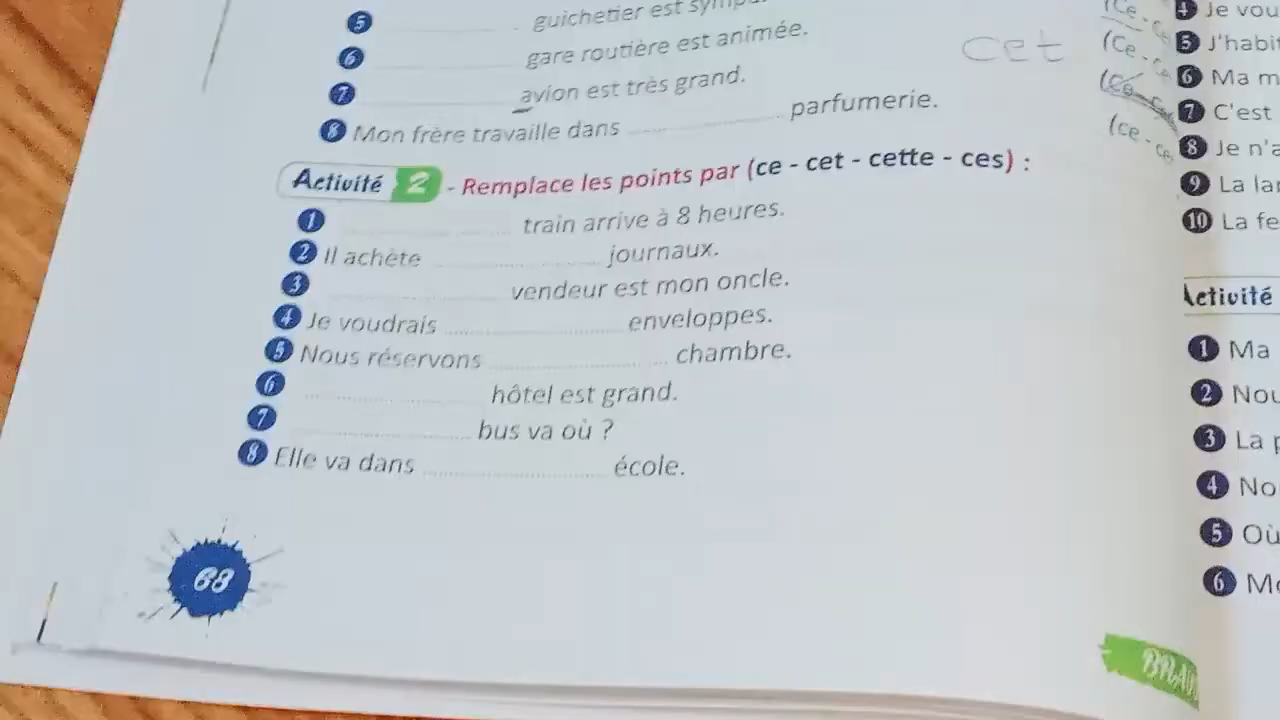 5 guichetier est
6 gare routière est animée.
7 avion est très grand.
8 Mon frère travaille dans parfumerie.
cet
Activité 2 - Remplace les points par (ce - cet - cette - ces) :
1 train arrive à 8 heures.
2 Il achète journaux.
3 vendeur est mon oncle.
4 Je voudrais enveloppes.
5 Nous réservons chambre.
6 hôtel est grand.
7 bus va où ?
8 Elle va dans école.
68
(Ce - ce
4 Je vou
(Ce - ce
5 J'habi
6 Ma m
7 C'est
(ce - ce
8 Je n'a
9 La la
10 La fe
Activité
1 Ma
2 Nou
3 La
4 No
5 Où
6 Mo
BRAV